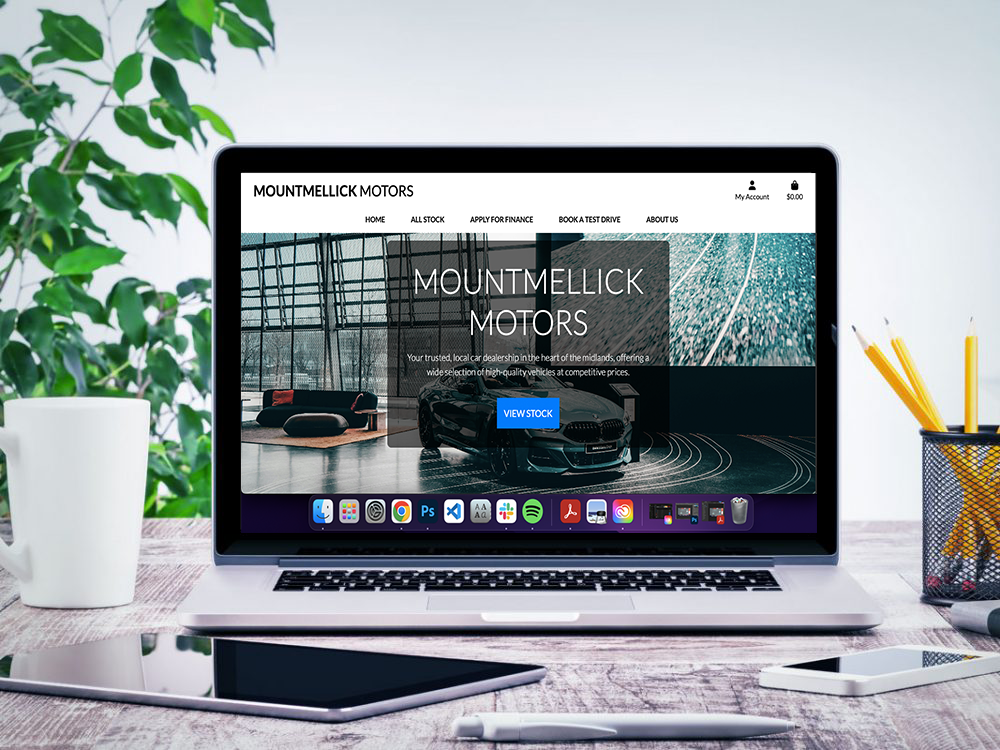 MOUNTMELLICK MOTORS
My Account
$0.00
HOME
ALL STOCK
APPLY FOR FINANCE
BOOK A TEST DRIVE
ABOUT US
MOUNTMELLICK
MOTORS
Your trusted, local car dealership in the heart of the midlands, offering a
wide selection of high-quality vehicles at competitive prices.
VIEW STOCK
Ps